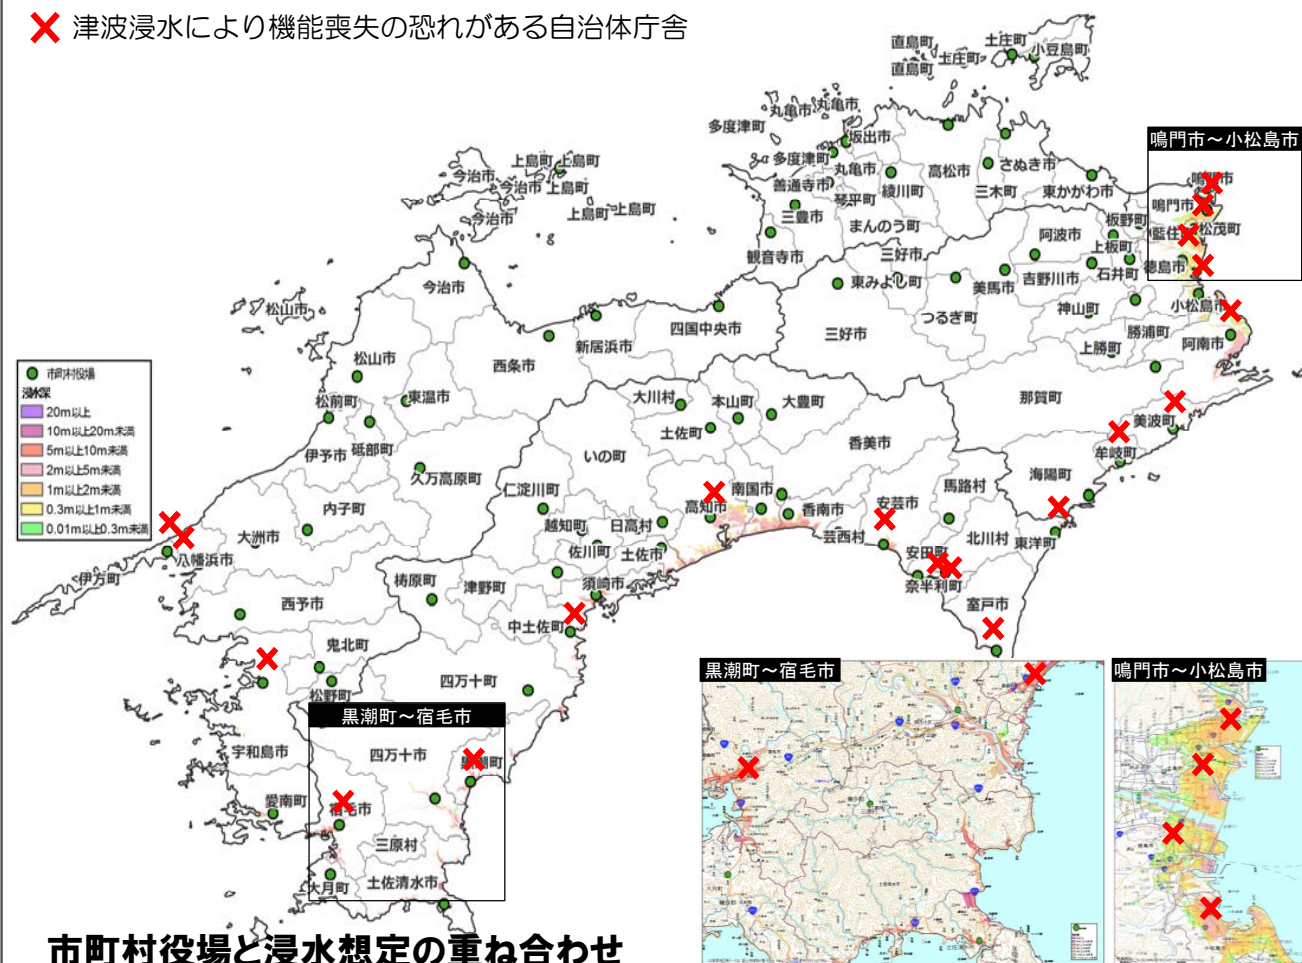 津波浸水により機能喪失の恐れがある自治体庁舎
直島町
土庄町
小豆島町
直島町
土庄町
丸亀市
丸亀市
多度津町
坂出市
鳴門市～小松島市
上島町
上島町
今治市
今治市
上島町
上島町
上島町
今治市
多度津町
丸亀市
高松市
さぬき市
善通寺市
琴平町
綾川町
三木町
東かがわ市
鳴門市
鳴門市
三豊市
まんのう町
板野町
藍住
松茂町
阿波市
上板町
観音寺市
三好市
東みよし町
美馬市
吉野川市
石井町
徳島市
今治市
松山市
つるぎ町
神山町
小松島市
四国中央市
三好市
勝浦町
新居浜市
上勝町
阿南市
松山市
西条市
市町村役場
浸水深
20m以上
10m以上20m未満
5m以上10m未満
2m以上5m未満
1m以上2m未満
0.3m以上1m未満
0.01m以上0.3m未満
松前町
東温市
大川村
本山町
大豊町
那賀町
土佐町
美波町
伊予市
砥部町
いの町
香美市
牟岐町
久万高原町
仁淀川町
南国市
馬路村
海陽町
内子町
高知市
香南市
安芸市
越知町
日高村
芸西村
北川村
東洋町
大洲市
八幡浜市
佐川町
土佐市
安田町
伊方町
梼原町
津野町
須崎市
奈半利町
西予市
室戸市
中土佐町
鬼北町
四万十町
松野町
黒潮町～宿毛市
鳴門市～小松島市
黒潮町～宿毛市
宇和島市
四万十市
黒潮町
愛南町
宿毛市
三原村
大月町
土佐清水市
市町村役場と浸水想定の重ね合わせ